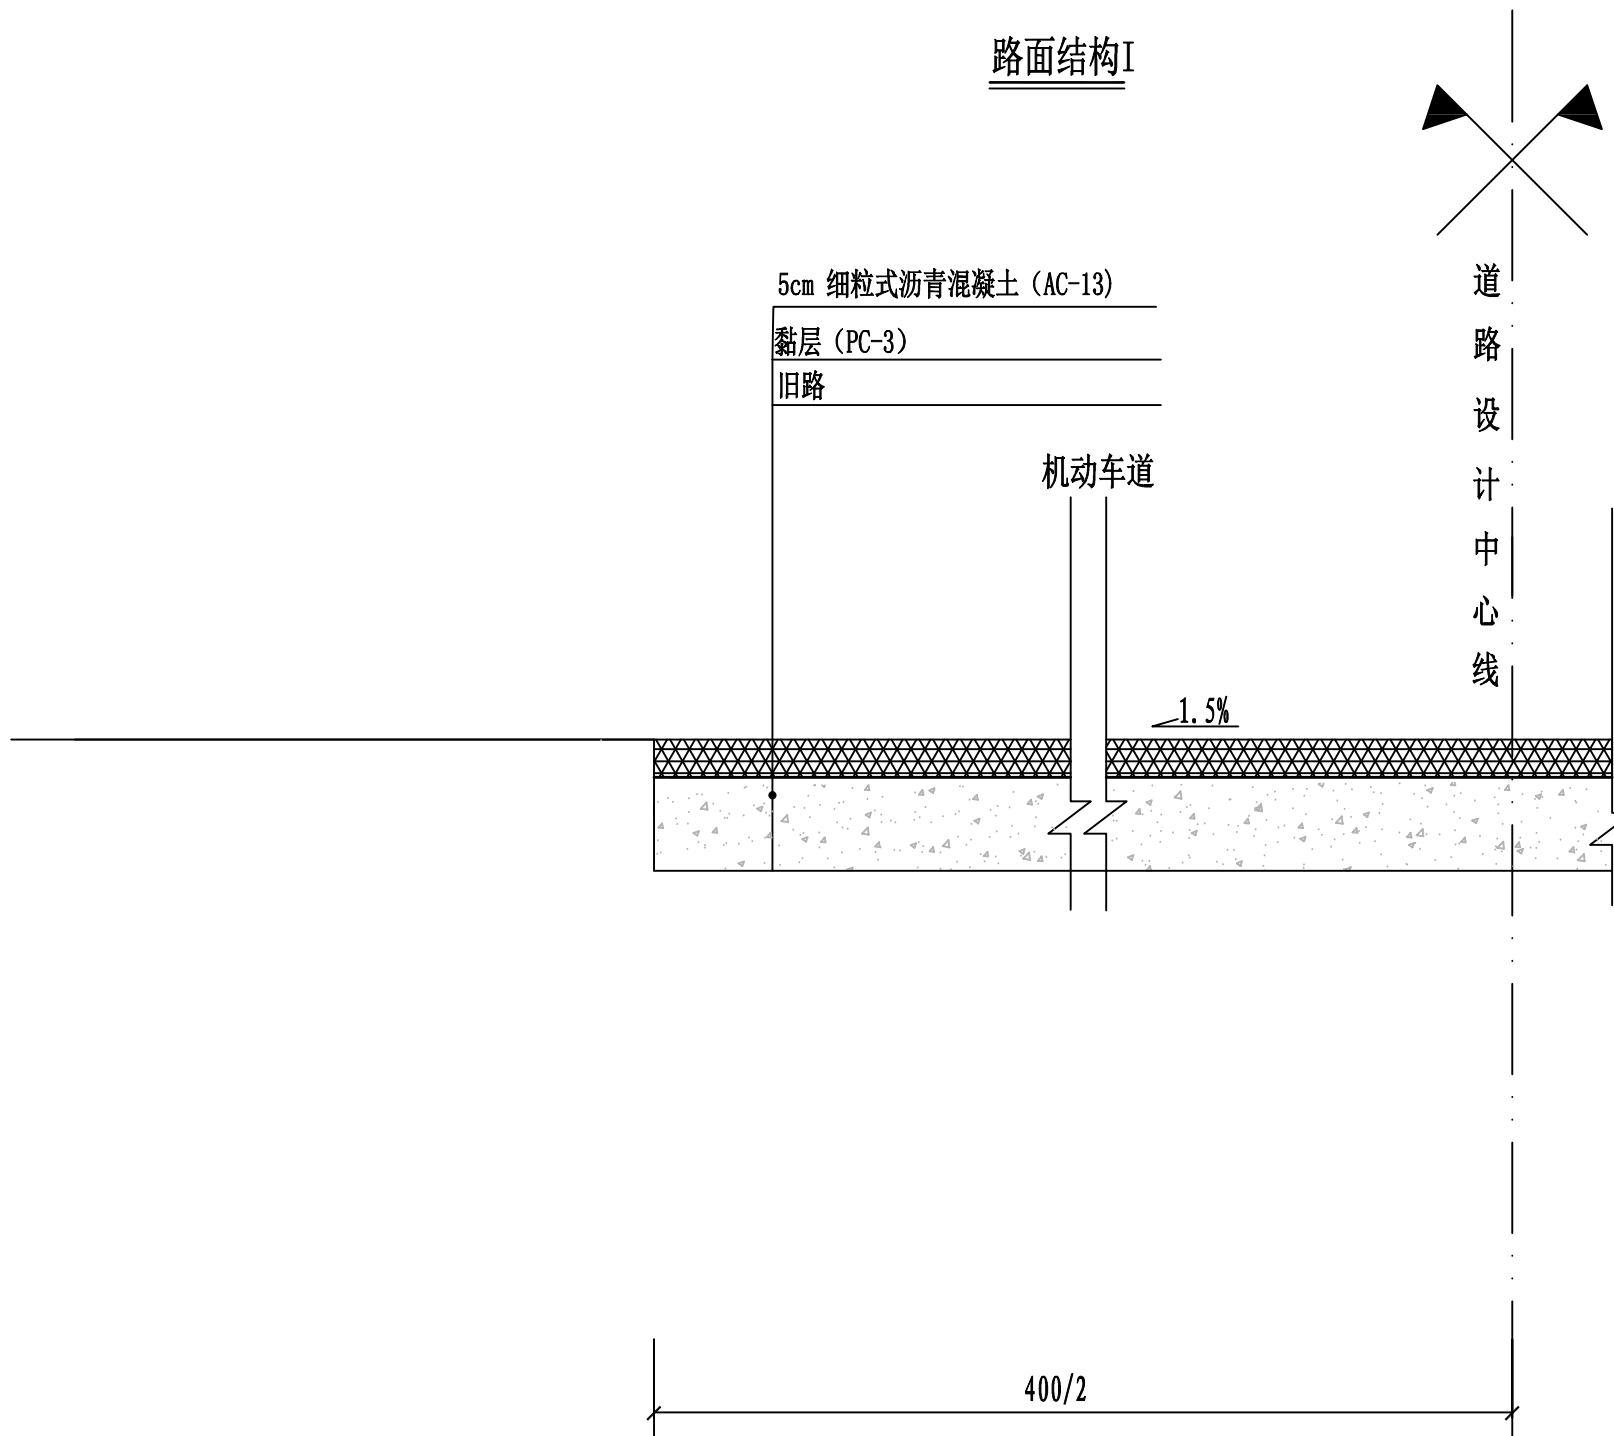 路面结构I
5cm 细粒式沥青混凝土（AC-13）
黏层（PC-3）
旧路
机动车道
道路设计中心线
1.5%
400/2